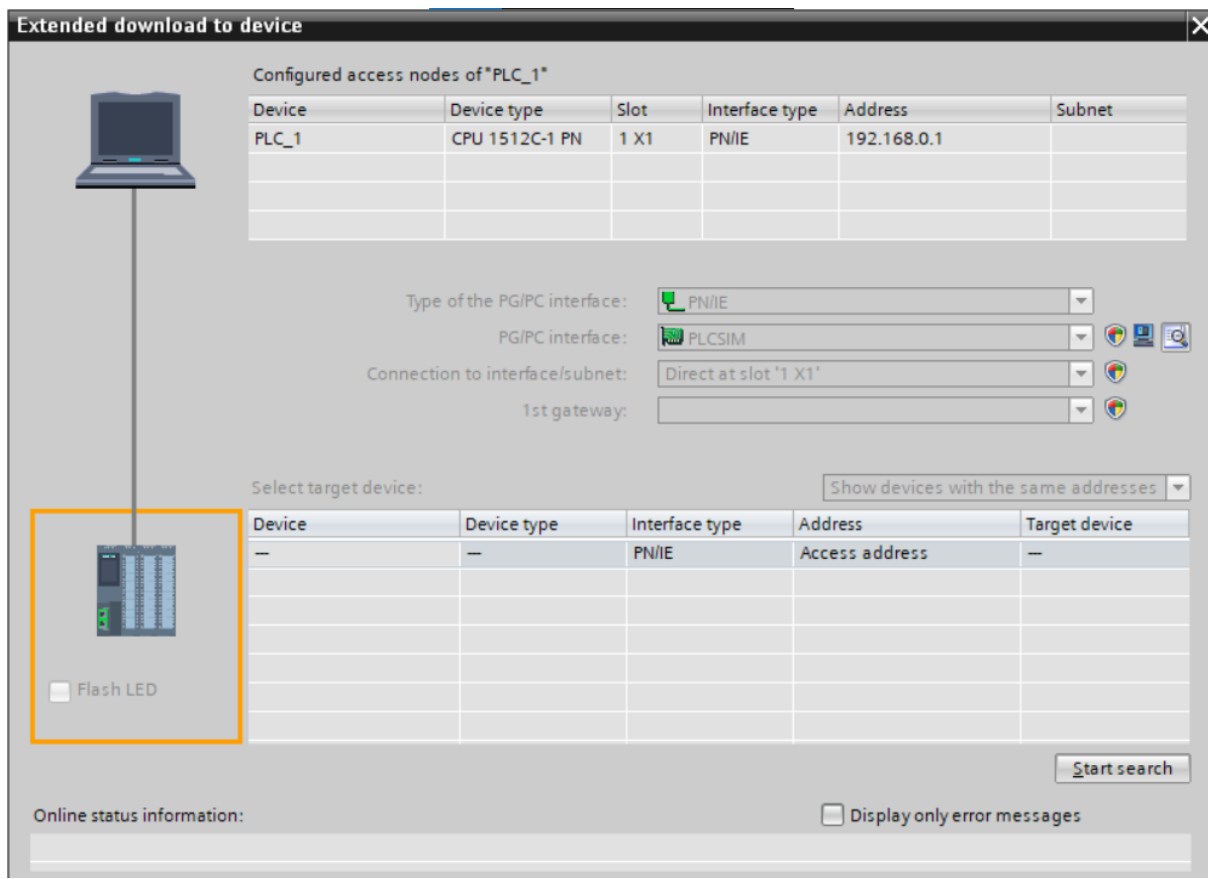 Extended download to device
Configured access nodes of "PLC_1"
Device Device type Slot Interface type Address Subnet
PLC_1 CPU 1512C-1 PN 1 X1 PN/IE 192.168.0.1
Type of the PG/PC interface: PN/IE
PG/PC interface: PLCSIM
Connection to interface/subnet: Direct at slot '1 X1'
1st gateway:
Select target device: Show devices with the same addresses
Device Device type Interface type Address Target device
— — PN/IE Access address —
Flash LED
Start search
Online status information: Display only error messages